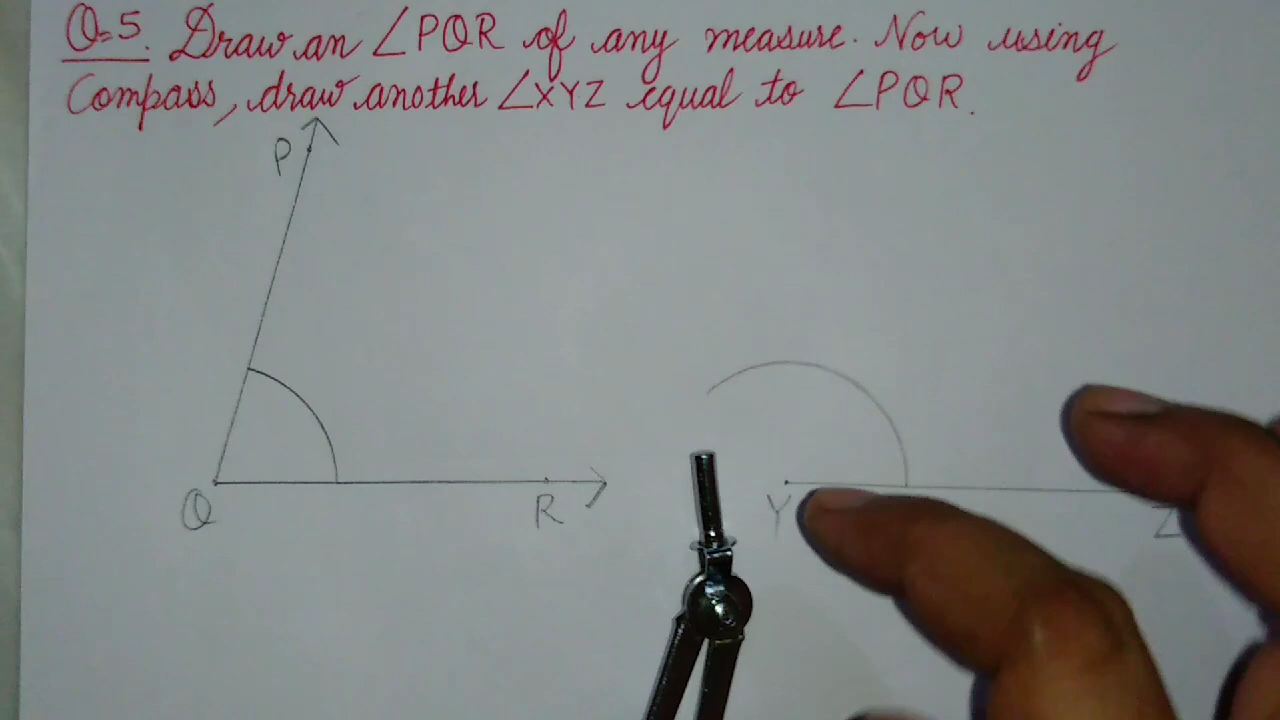 Q.5. Draw an ∠PQR of any measure. Now using
Compass, draw another ∠XYZ equal to ∠PQR.
P
Q
R
Y
Z